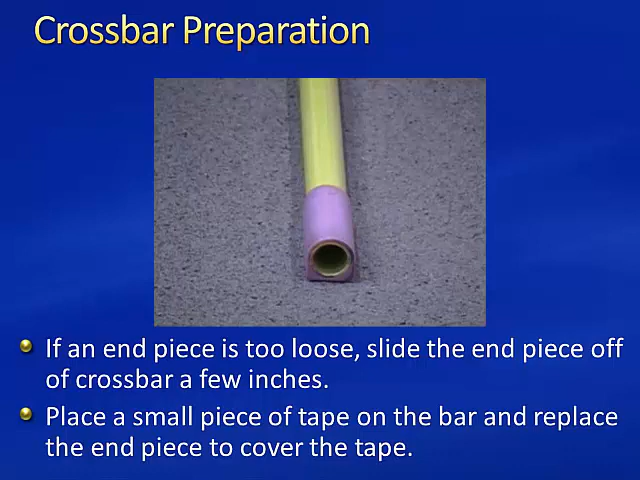 Crossbar Preparation
If an end piece is too loose, slide the end piece off
of crossbar a few inches.
Place a small piece of tape on the bar and replace
the end piece to cover the tape.